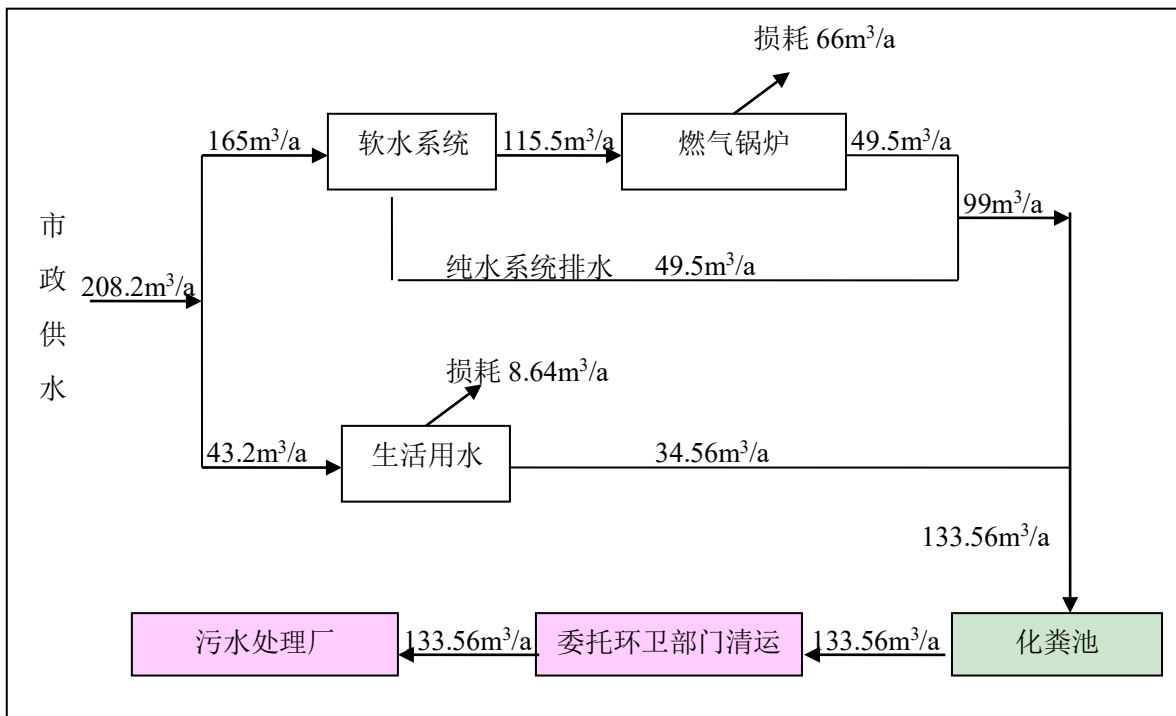 损耗 66m³/a
165m³/a
软水系统
115.5m³/a
燃气锅炉
49.5m³/a
99m³/a
市政供水
208.2m³/a
纯水系统排水 49.5m³/a
损耗 8.64m³/a
43.2m³/a
生活用水
34.56m³/a
133.56m³/a
污水处理厂
133.56m³/a
委托环卫部门清运
133.56m³/a
化粪池